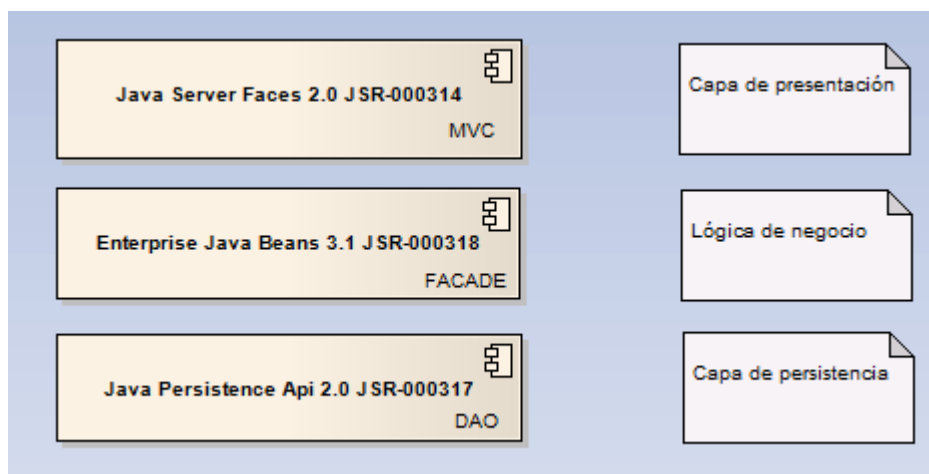 Java Server Faces 2.0 JSR-000314
MVC
Capa de presentación
Enterprise Java Beans 3.1 JSR-000318
FACADE
Lógica de negocio
Java Persistence Api 2.0 JSR-000317
DAO
Capa de persistencia